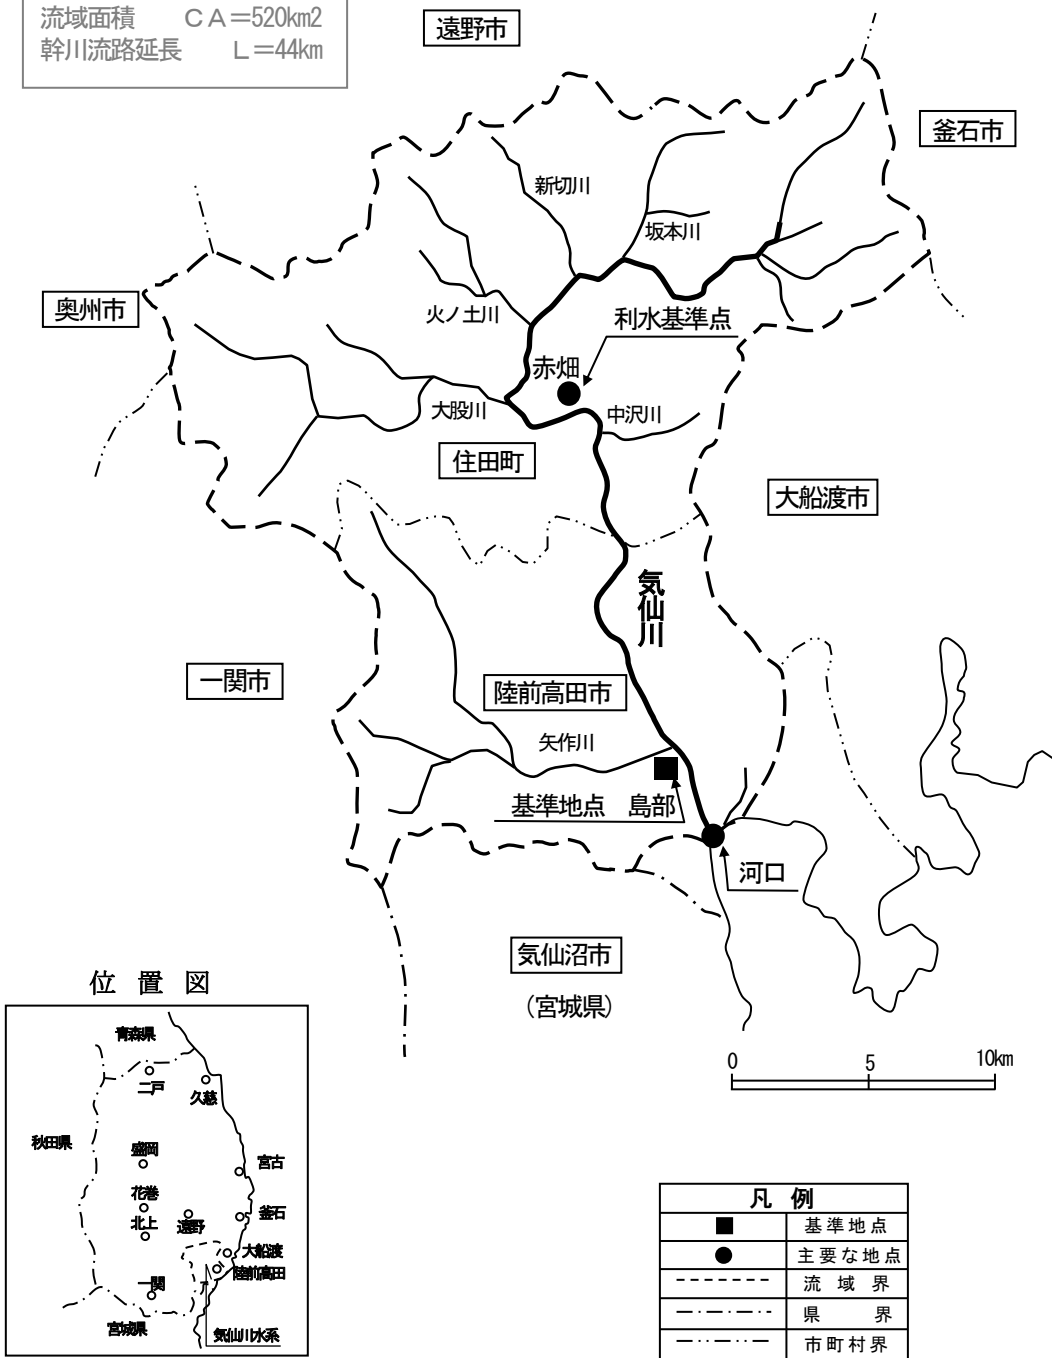 流域面積　ＣＡ＝520km2
幹川流路延長　Ｌ＝44km
遠野市
釜石市
新切川
坂本川
奥州市
火ノ土川
利水基準点
赤畑
大股川
中沢川
住田町
大船渡市
気仙川
一関市
陸前高田市
矢作川
基準地点　島部
河口
気仙沼市
（宮城県）
0 5 10km
位置図
青森県
二戸
久慈
秋田県
盛岡
宮古
花巻
釜石
北上
遠野
大船渡
陸前高田
一関
宮城県
気仙川水系
凡例
基準地点
主要な地点
流域界
県界
市町村界